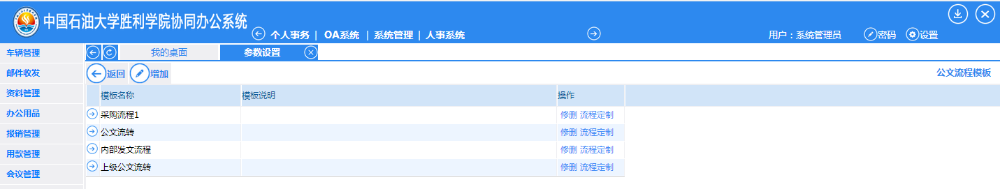 中国石油大学胜利学院协同办公系统
个人事务 | OA系统 | 系统管理 | 人事系统
用户：系统管理员 密码 设置
车辆管理
邮件收发
资料管理
办公用品
报销管理
用款管理
会议管理
我的桌面 参数设置
返回 增加 公文流程模板
模板名称 模板说明 操作
采购流程1 修删 流程定制
公文流转 修删 流程定制
内部发文流程 修删 流程定制
上级公文流转 修删 流程定制